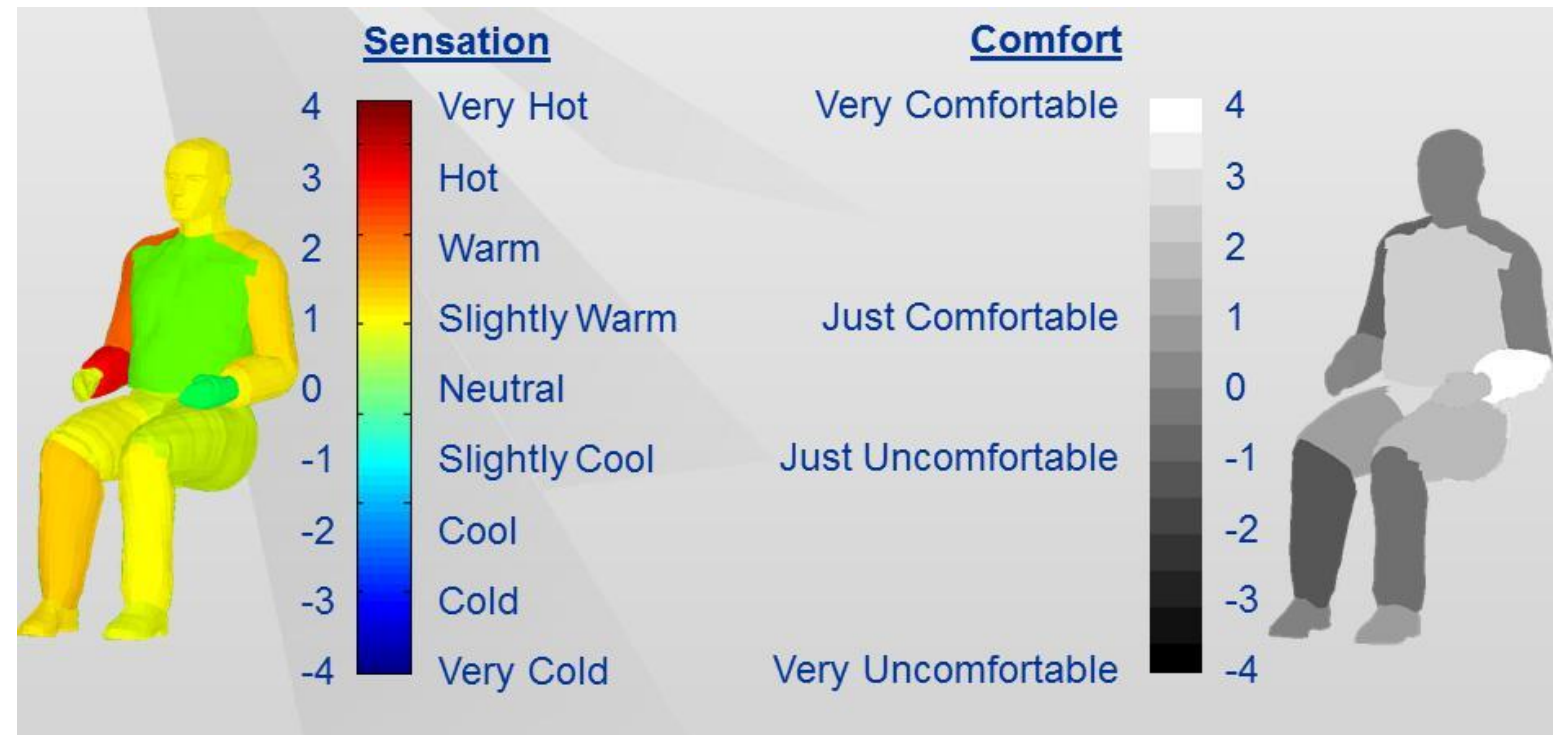 Sensation
4 Very Hot
3 Hot
2 Warm
1 Slightly Warm
0 Neutral
-1 Slightly Cool
-2 Cool
-3 Cold
-4 Very Cold
Comfort
Very Comfortable 4
3
2
Just Comfortable 1
0
Just Uncomfortable -1
-2
-3
Very Uncomfortable -4